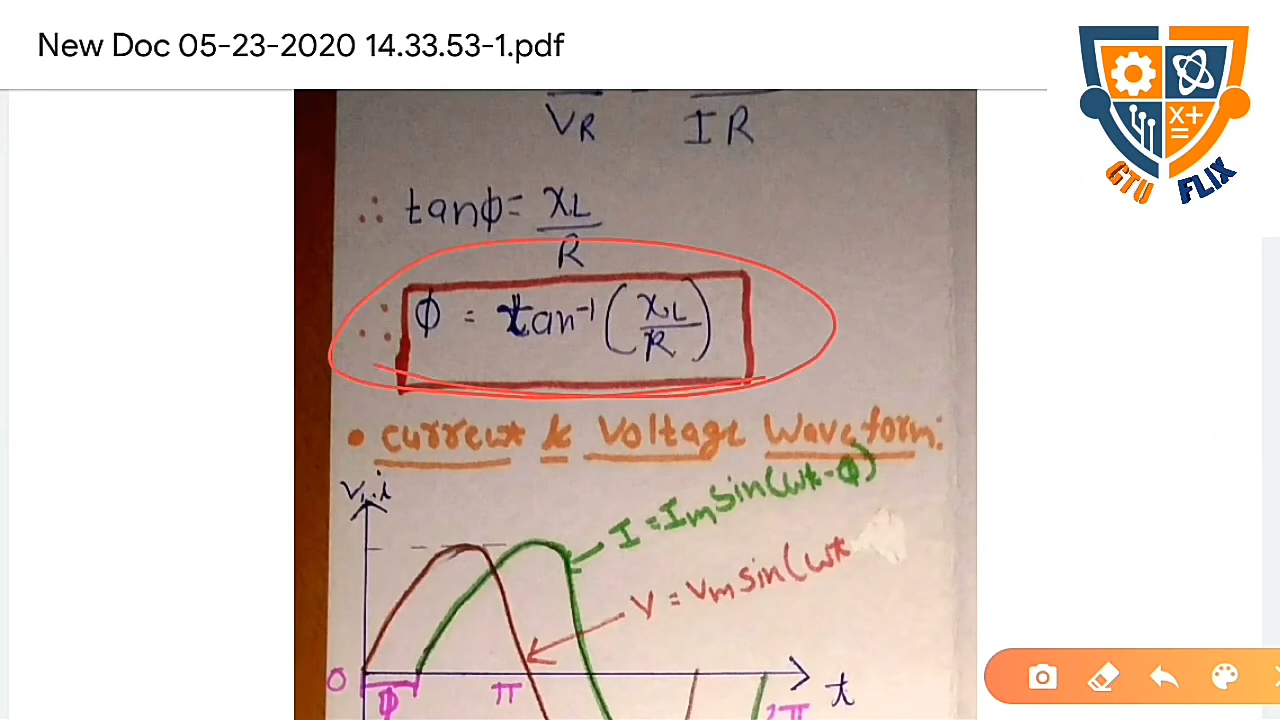 New Doc 05-23-2020 14.33.53-1.pdf
GTU FLIX
X+
=
VR IR
∴ tanϕ = XL/R
∴ ϕ = tan⁻¹(XL/R)
• Current & Voltage Waveform:
v, i
I = Im sin(ωt - ϕ)
V = Vm sin(ωt
0 ϕ π 2π t